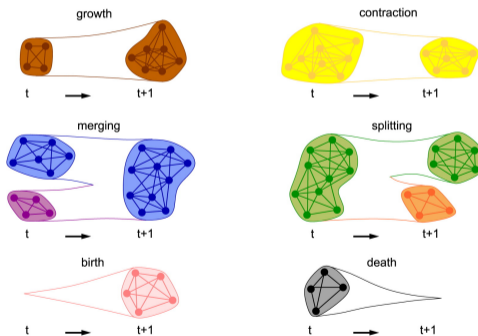 growth
t t+1
contraction
t t+1
merging
t t+1
splitting
t t+1
birth
t t+1
death
t t+1